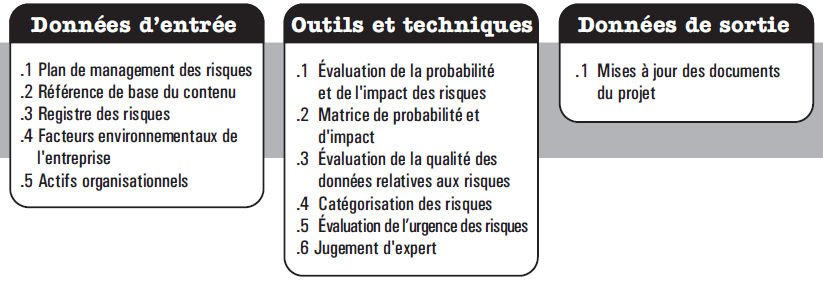 Données d'entrée
.1 Plan de management des risques
.2 Référence de base du contenu
.3 Registre des risques
.4 Facteurs environnementaux de
l'entreprise
.5 Actifs organisationnels
Outils et techniques
.1 Évaluation de la probabilité
et de l'impact des risques
.2 Matrice de probabilité et
d'impact
.3 Évaluation de la qualité des
données relatives aux risques
.4 Catégorisation des risques
.5 Évaluation de l’urgence des risques
.6 Jugement d'expert
Données de sortie
.1 Mises à jour des documents
du projet